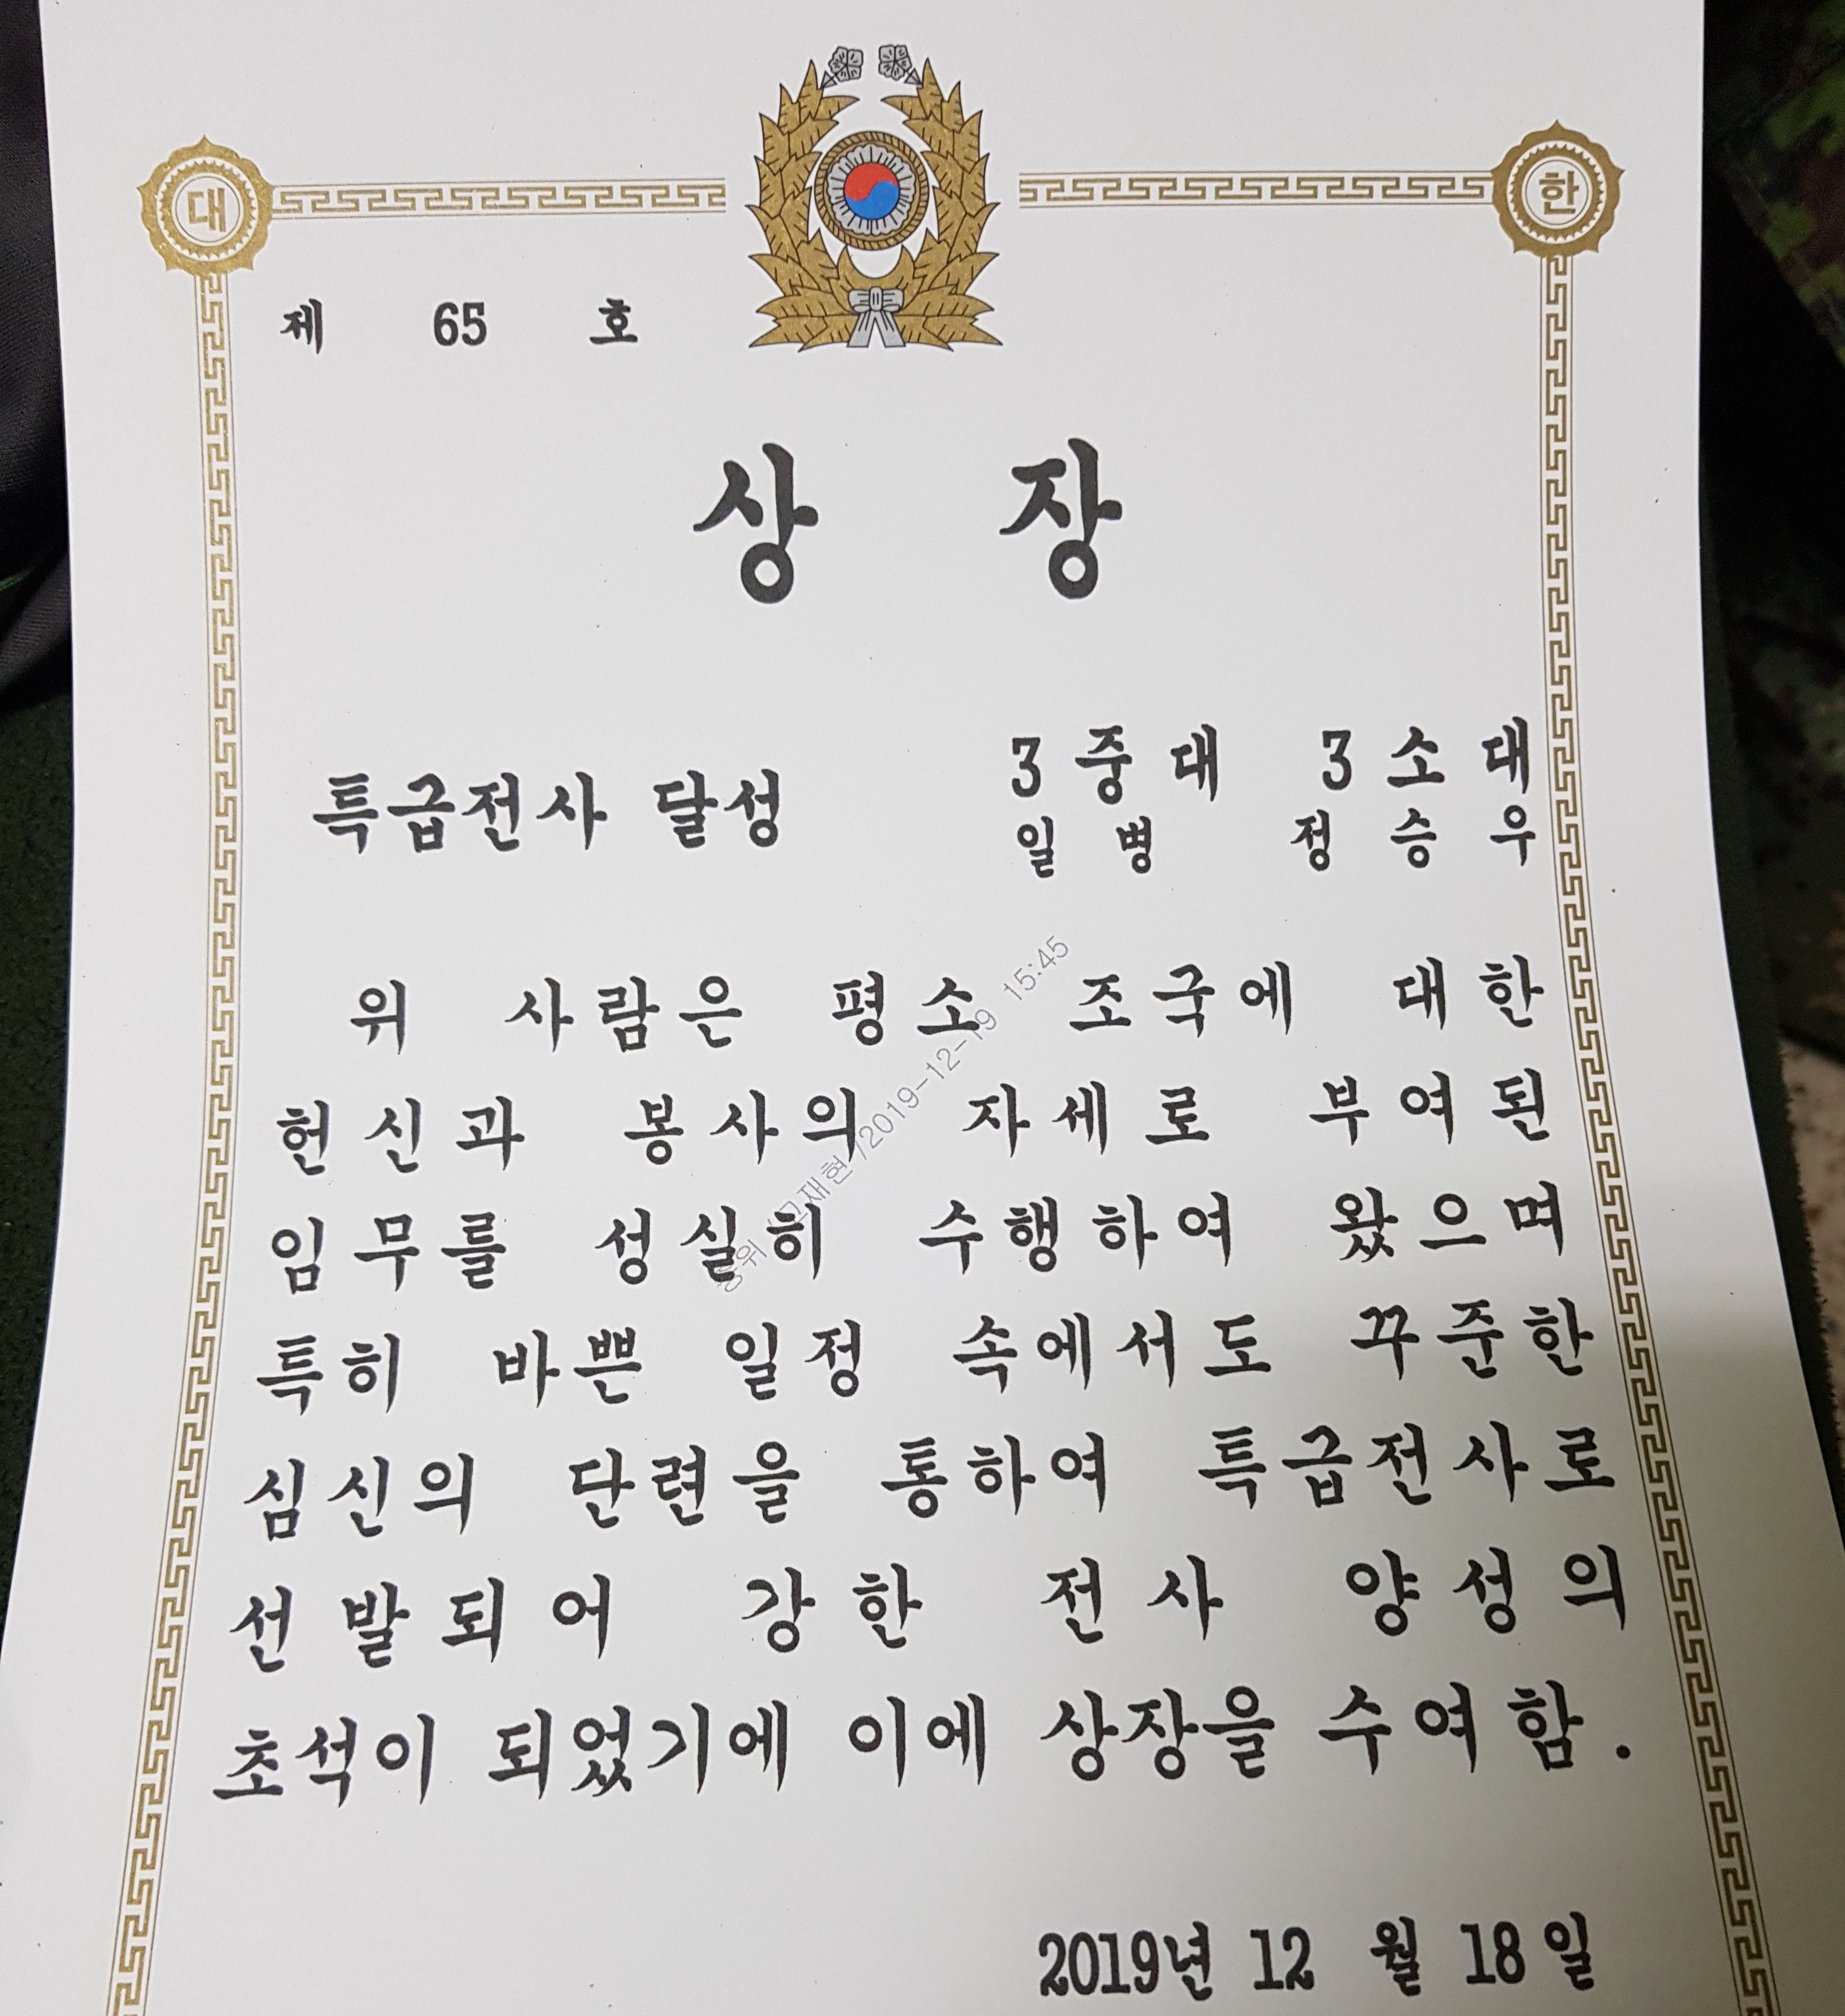 대 한
제 65 호
상 장
특급전사 달성
3 중 대 3 소 대
일 병 정 승 우
위 사람은 평소 조국에 대한
헌신과 봉사의 자세로 부여된
임무를 성실히 수행하여 왔으며
특히 바쁜 일정 속에서도 꾸준한
심신의 단련을 통하여 특급전사로
선발되어 강한 전사 양성의
초석이 되었기에 이에 상장을 수여함.
2019년 12 월 18 일
/2019-12-19 15:45